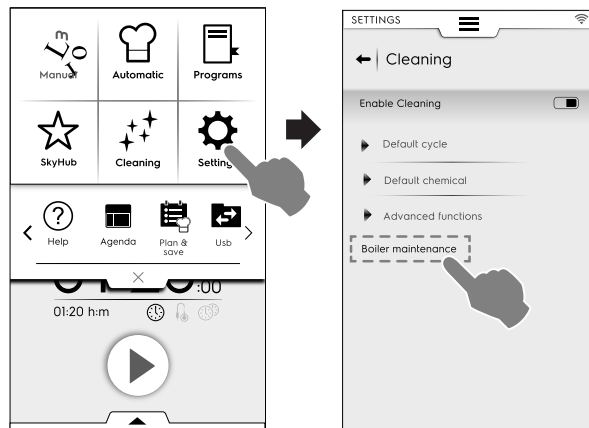 Manual Automatic Programs
SkyHub Cleaning Setting
Help Agenda Plan & save Usb
:00
01:20 h:m
SETTINGS
Cleaning
Enable Cleaning
Default cycle
Default chemical
Advanced functions
Boiler maintenance